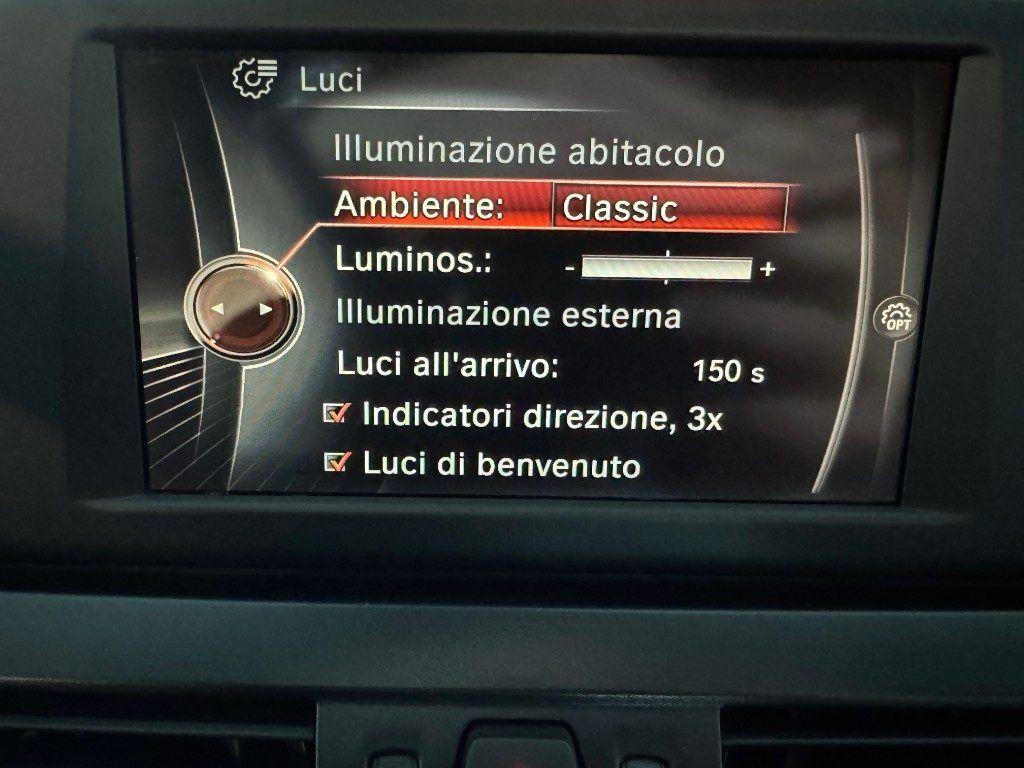 Luci
Illuminazione abitacolo
Ambiente: Classic
Luminos.: - +
Illuminazione esterna
Luci all'arrivo: 150 s
Indicatori direzione, 3x
Luci di benvenuto
OPT